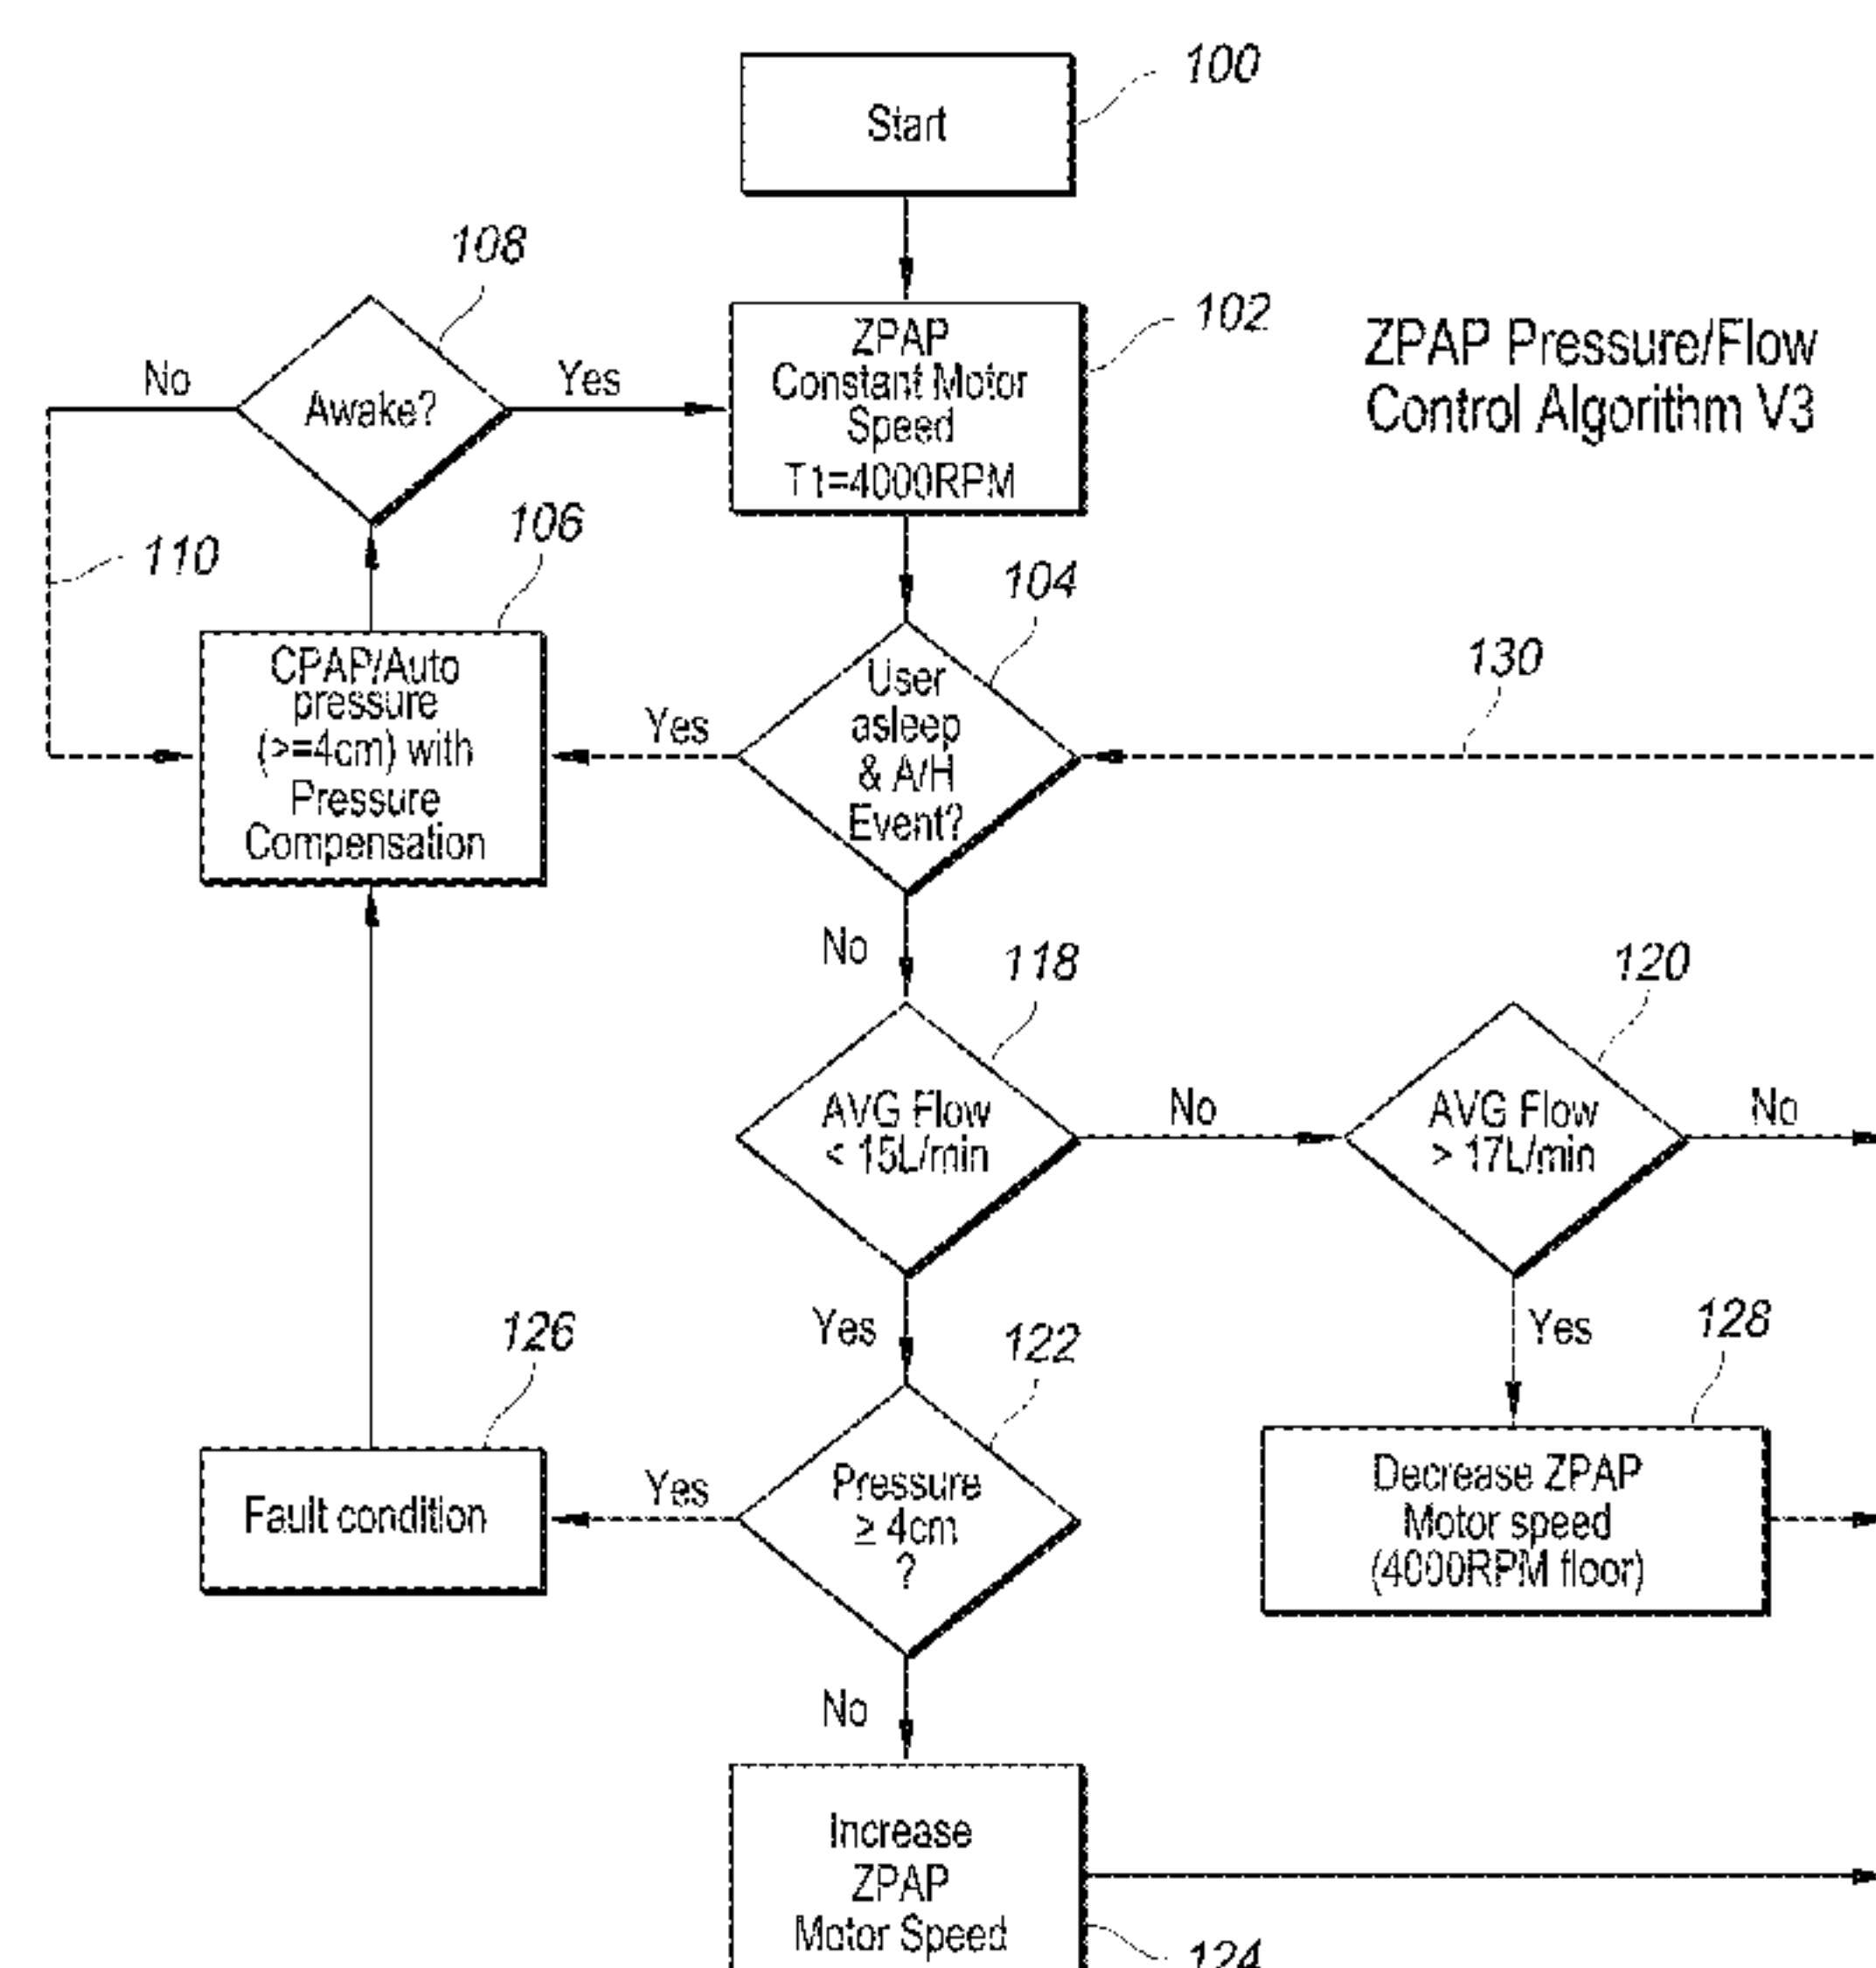 100
Start
108
102
ZPAP
Constant Motor
Speed
T1=4000RPM
ZPAP Pressure/Flow
Control Algorithm V3
No
Awake?
Yes
110
106
104
CPAP/Auto
pressure
(>=4cm) with
Pressure
Compensation
Yes
User
asleep
& A/H
Event?
130
No
118
120
AVG Flow
< 15L/min
No
AVG Flow
> 17L/min
No
Yes
126
122
Yes
128
Fault condition
Yes
Pressure
≥ 4cm
?
Decrease ZPAP
Motor speed
(4000RPM floor)
No
Increase
ZPAP
Motor Speed
124